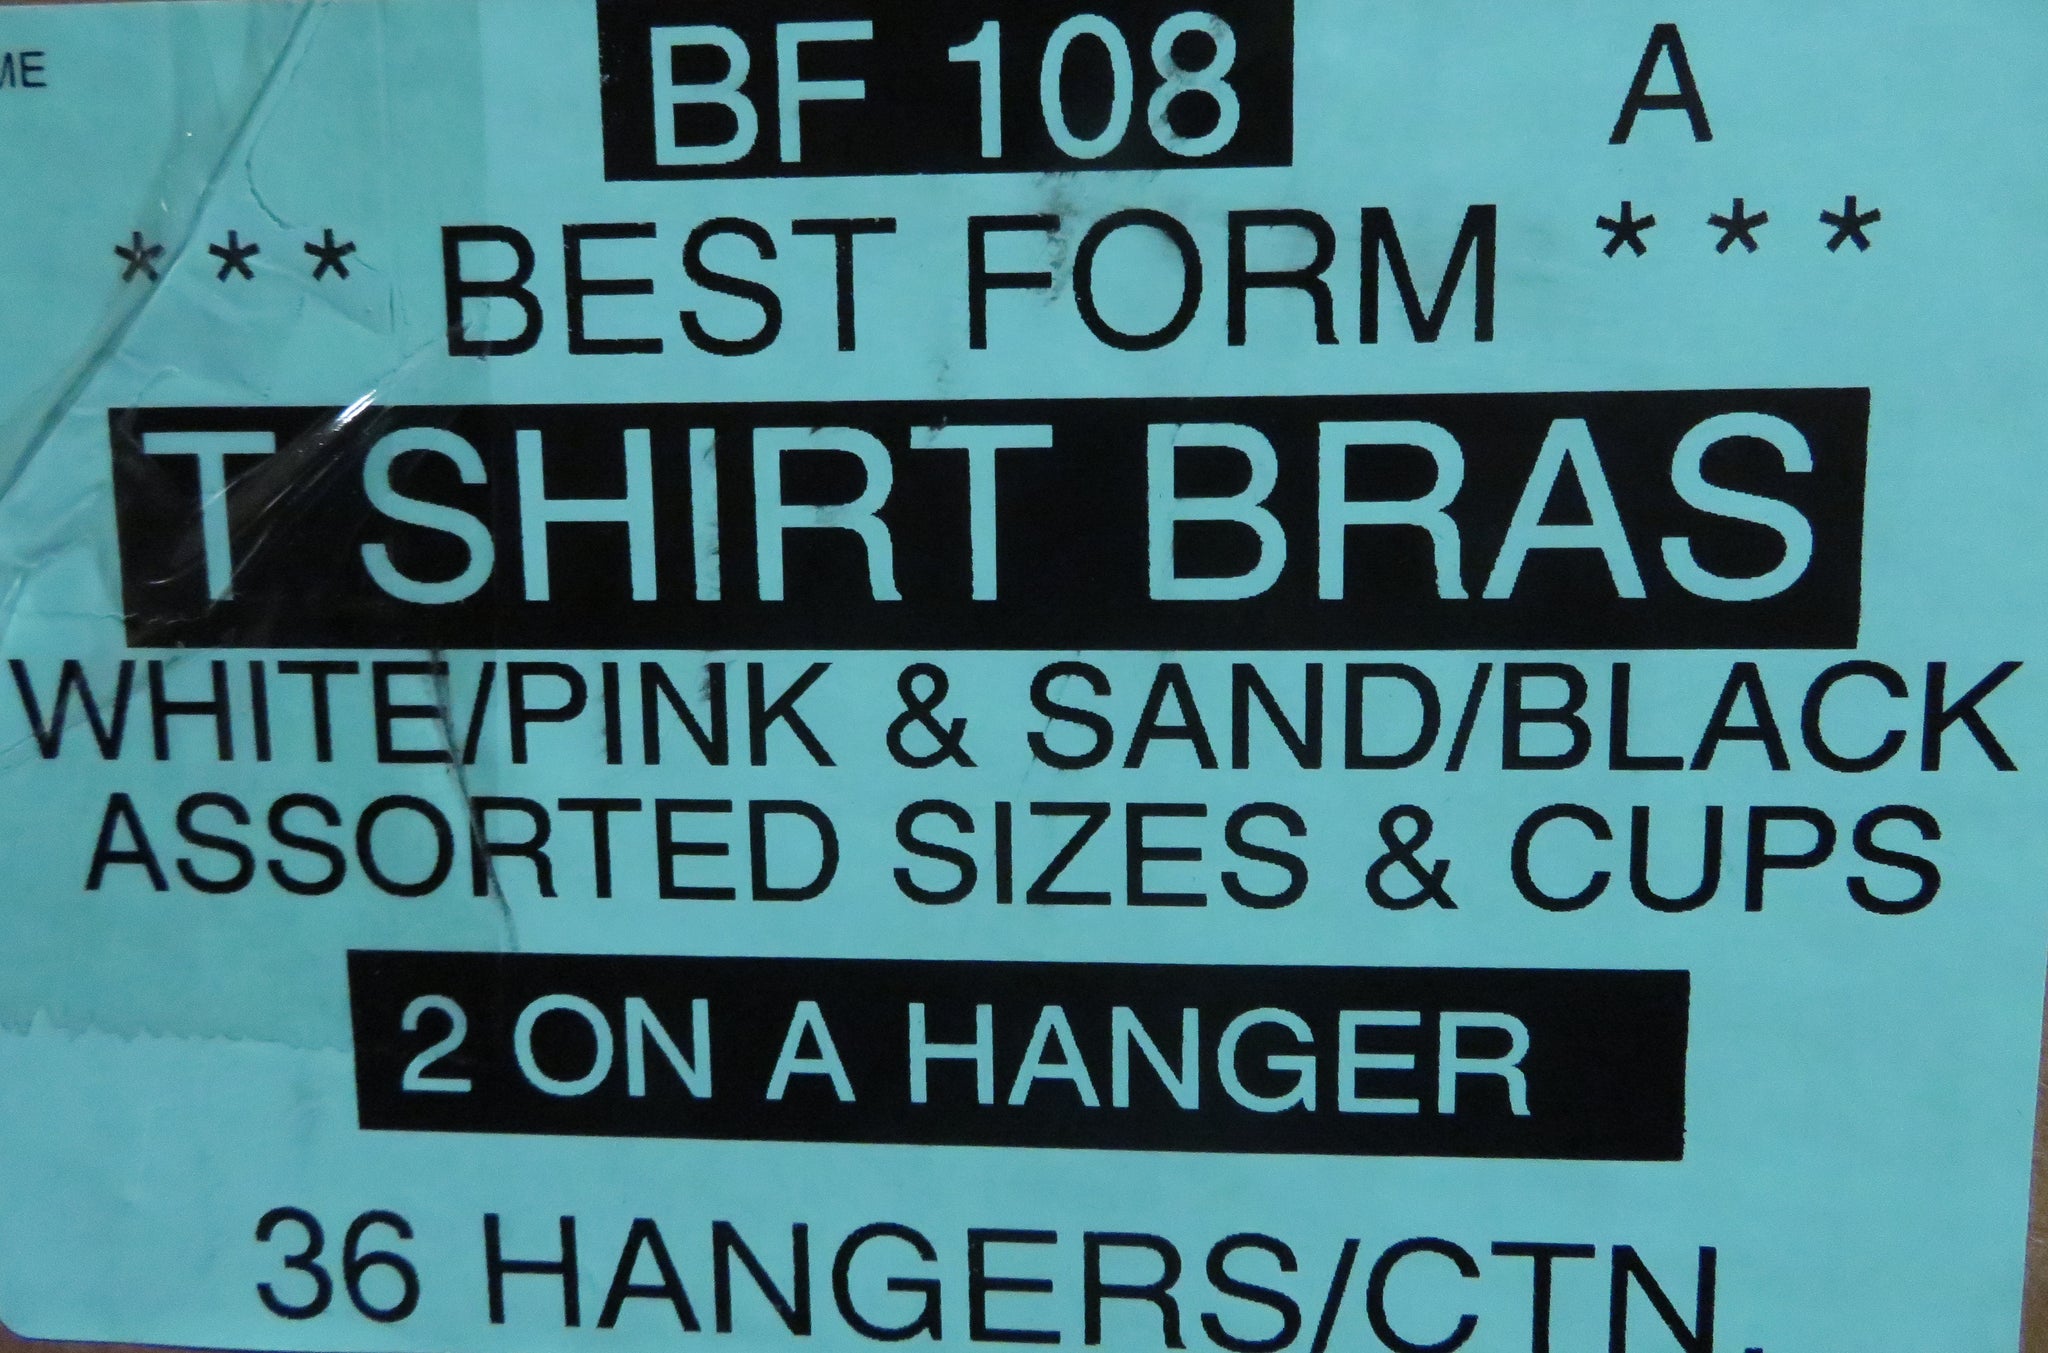 BF 108 A
* * * BEST FORM * * *
T SHIRT BRAS
WHITE/PINK & SAND/BLACK
ASSORTED SIZES & CUPS
2 ON A HANGER
36 HANGERS/CTN.